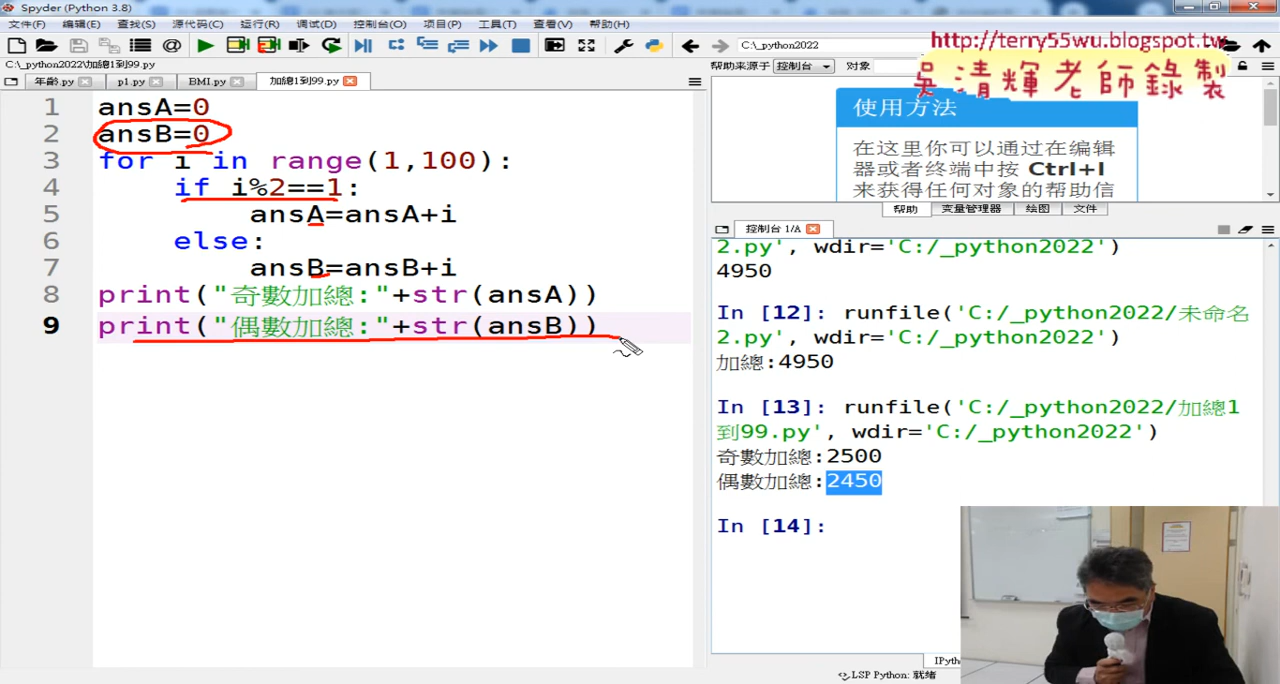 Spyder (Python 3.8)
文件(F) 编辑(E) 查找(S) 源代码(C) 运行(R) 调试(D) 控制台(O) 项目(P) 工具(T) 查看(V) 帮助(H)
C:\_python2022
http://terry55wu.blogspot.tw
吳清輝老師錄製
C:\_python2022\加總1到99.py
年齡.py p1.py BMI.py 加總1到99.py
帮助来源于 控制台 对象
1 ansA=0
2 ansB=0
3 for i in range(1,100):
4 if i%2==1:
5 ansA=ansA+i
6 else:
7 ansB=ansB+i
8 print("奇數加總:"+str(ansA))
9 print("偶數加總:"+str(ansB))
使用方法
在这里你可以通过在编辑
器或者终端中按 Ctrl+I
来获得任何对象的帮助信
帮助 变量管理器 绘图 文件
控制台 1/A
2.py', wdir='C:/_python2022')
4950
In [12]: runfile('C:/_python2022/未命名
2.py', wdir='C:/_python2022')
加總:4950
In [13]: runfile('C:/_python2022/加總1
到99.py', wdir='C:/_python2022')
奇數加總:2500
偶數加總:2450
In [14]:
IPyth
LSP Python: 就绪